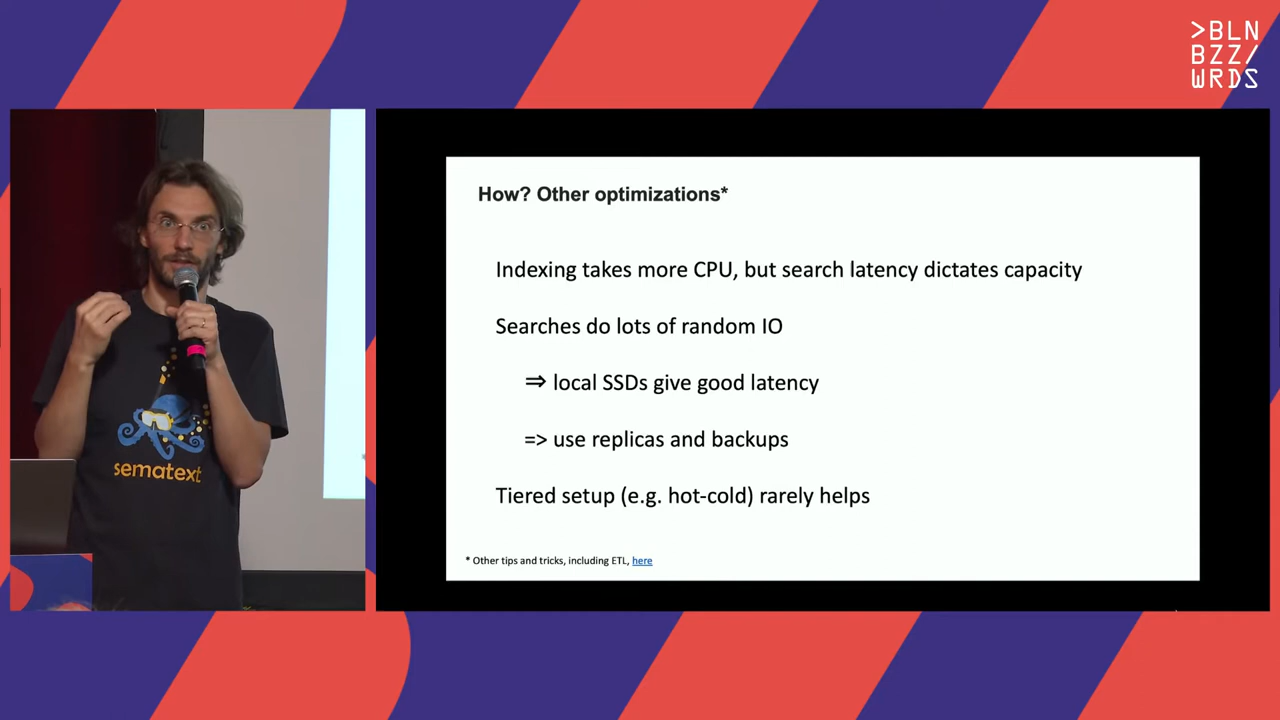 >BLN
BZZ/
WRDS
How? Other optimizations*
Indexing takes more CPU, but search latency dictates capacity
Searches do lots of random IO
⇒ local SSDs give good latency
=> use replicas and backups
Tiered setup (e.g. hot-cold) rarely helps
* Other tips and tricks, including ETL, here
sematext